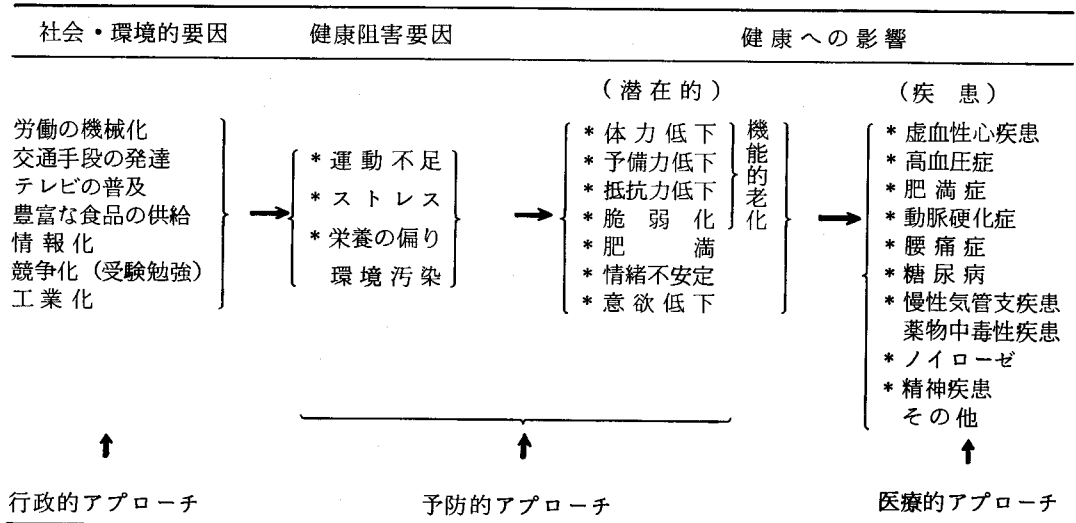 社会・環境的要因
健康阻害要因
健康への影響
労働の機械化
交通手段の発達
テレビの普及
豊富な食品の供給
情報化
競争化（受験勉強）
工業化
* 運動不足
* ストレス
* 栄養の偏り
環境汚染
（潜在的）
* 体力低下
* 予備力低下
* 抵抗力低下
* 脆弱化
* 肥満
* 情緒不安定
* 意欲低下
機能的老化
（疾患）
* 虚血性心疾患
* 高血圧症
* 肥満症
* 動脈硬化症
* 腰痛症
* 糖尿病
* 慢性気管支疾患
薬物中毒性疾患
* ノイローゼ
* 精神疾患
その他
行政的アプローチ
予防的アプローチ
医療的アプローチ